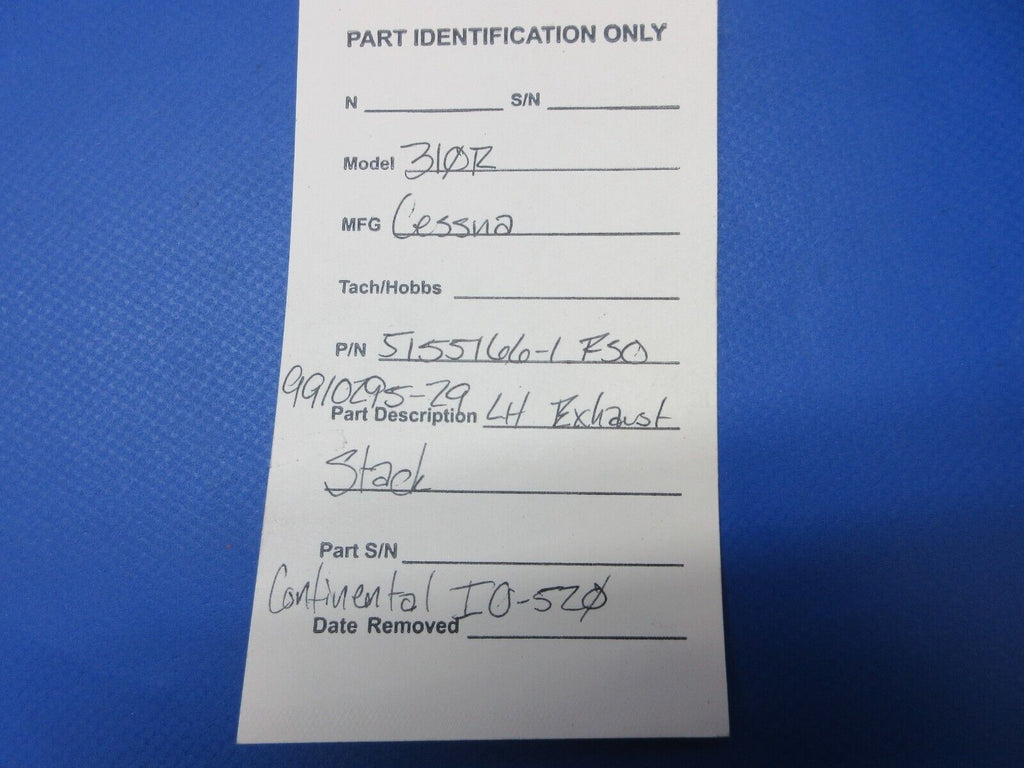 PART IDENTIFICATION ONLY
N S/N
Model 310R
MFG Cessna
Tach/Hobbs
P/N 5155166-1 FSO
9910295-29
Part Description LH Exhaust
Stack
Part S/N
Continental IO-520
Date Removed